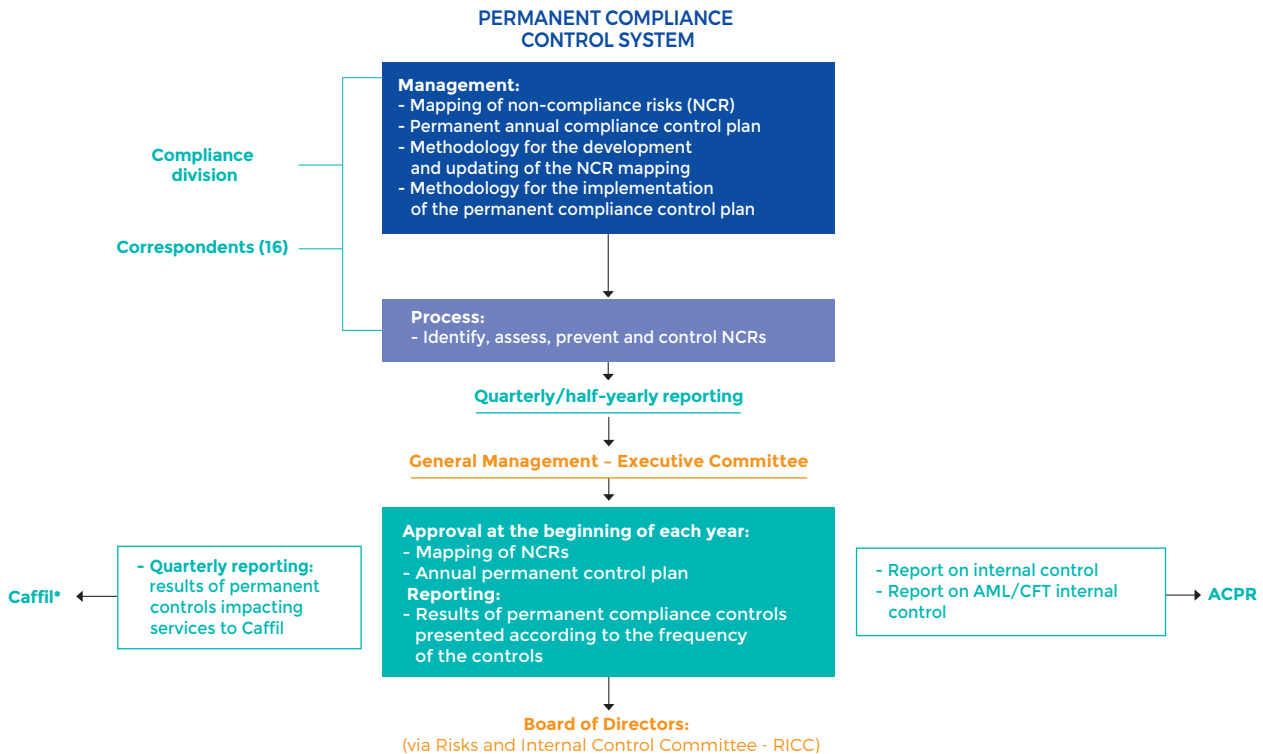 PERMANENT COMPLIANCE
CONTROL SYSTEM
Management:
- Mapping of non-compliance risks (NCR)
- Permanent annual compliance control plan
- Methodology for the development
and updating of the NCR mapping
- Methodology for the implementation
of the permanent compliance control plan
Compliance
division
Correspondents (16)
Process:
- Identify, assess, prevent and control NCRs
Quarterly/half-yearly reporting
General Management – Executive Committee
Approval at the beginning of each year:
- Mapping of NCRs
- Annual permanent control plan
Reporting:
- Results of permanent compliance controls
presented according to the frequency
of the controls
- Quarterly reporting:
results of permanent
controls impacting
services to Caffil
Caffil*
- Report on internal control
- Report on AML/CFT internal
control
ACPR
Board of Directors:
(via Risks and Internal Control Committee - RICC)